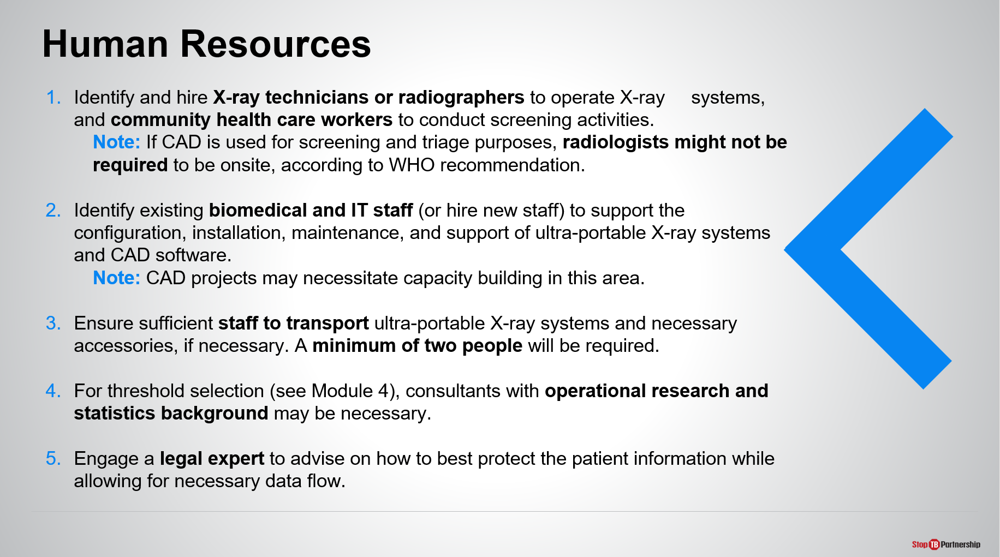 Human Resources
1. Identify and hire X-ray technicians or radiographers to operate X-ray systems,
and community health care workers to conduct screening activities.
Note: If CAD is used for screening and triage purposes, radiologists might not be
required to be onsite, according to WHO recommendation.
2. Identify existing biomedical and IT staff (or hire new staff) to support the
configuration, installation, maintenance, and support of ultra-portable X-ray systems
and CAD software.
Note: CAD projects may necessitate capacity building in this area.
3. Ensure sufficient staff to transport ultra-portable X-ray systems and necessary
accessories, if necessary. A minimum of two people will be required.
4. For threshold selection (see Module 4), consultants with operational research and
statistics background may be necessary.
5. Engage a legal expert to advise on how to best protect the patient information while
allowing for necessary data flow.
Stop TB Partnership